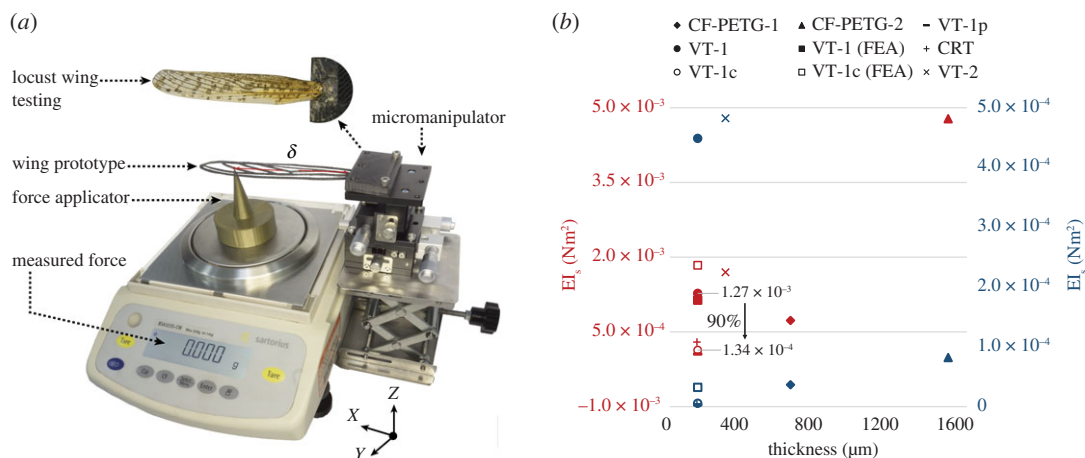 (a)
locust wing
testing
micromanipulator
wing prototype
δ
force applicator
measured force
sartorius
0.000 g
X
Y
Z
(b)
CF-PETG-1
CF-PETG-2
VT-1p
VT-1
VT-1 (FEA)
CRT
VT-1c
VT-1c (FEA)
VT-2
5.0 × 10⁻³
3.5 × 10⁻³
2.0 × 10⁻³
5.0 × 10⁻⁴
−1.0 × 10⁻³
EIₛ (Nm²)
1.27 × 10⁻³
90%
1.34 × 10⁻⁴
5.0 × 10⁻⁴
4.0 × 10⁻⁴
3.0 × 10⁻⁴
2.0 × 10⁻⁴
1.0 × 10⁻⁴
0
EIₛ (Nm²)
0 400 800 1200 1600
thickness (μm)